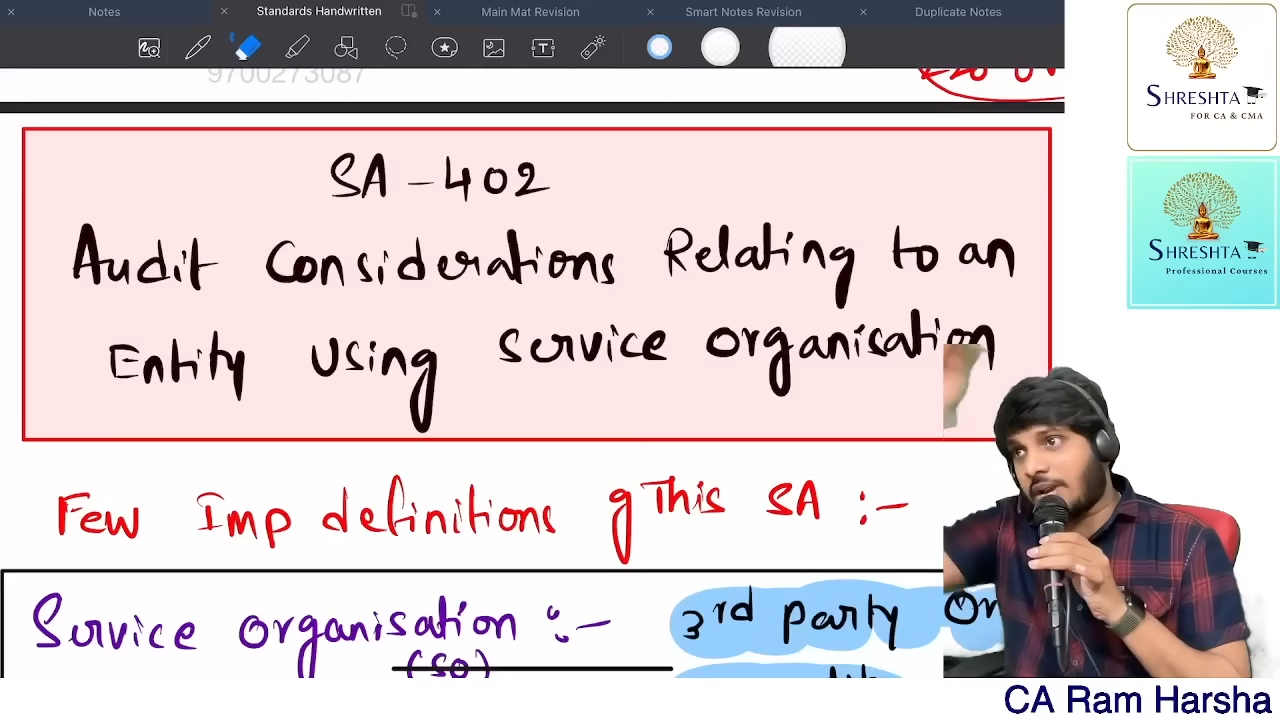 Notes
Standards Handwritten
Main Mat Revision
Smart Notes Revision
Duplicate Notes
9700273087
SHRESHTA
FOR CA & CMA
SHRESHTA
Professional Courses
SA - 402
Audit Considerations Relating to an
Entity Using Service Organisation
Few Imp definitions of This SA :-
Service Organisation :- 3rd party
(SO)
CA Ram Harsha